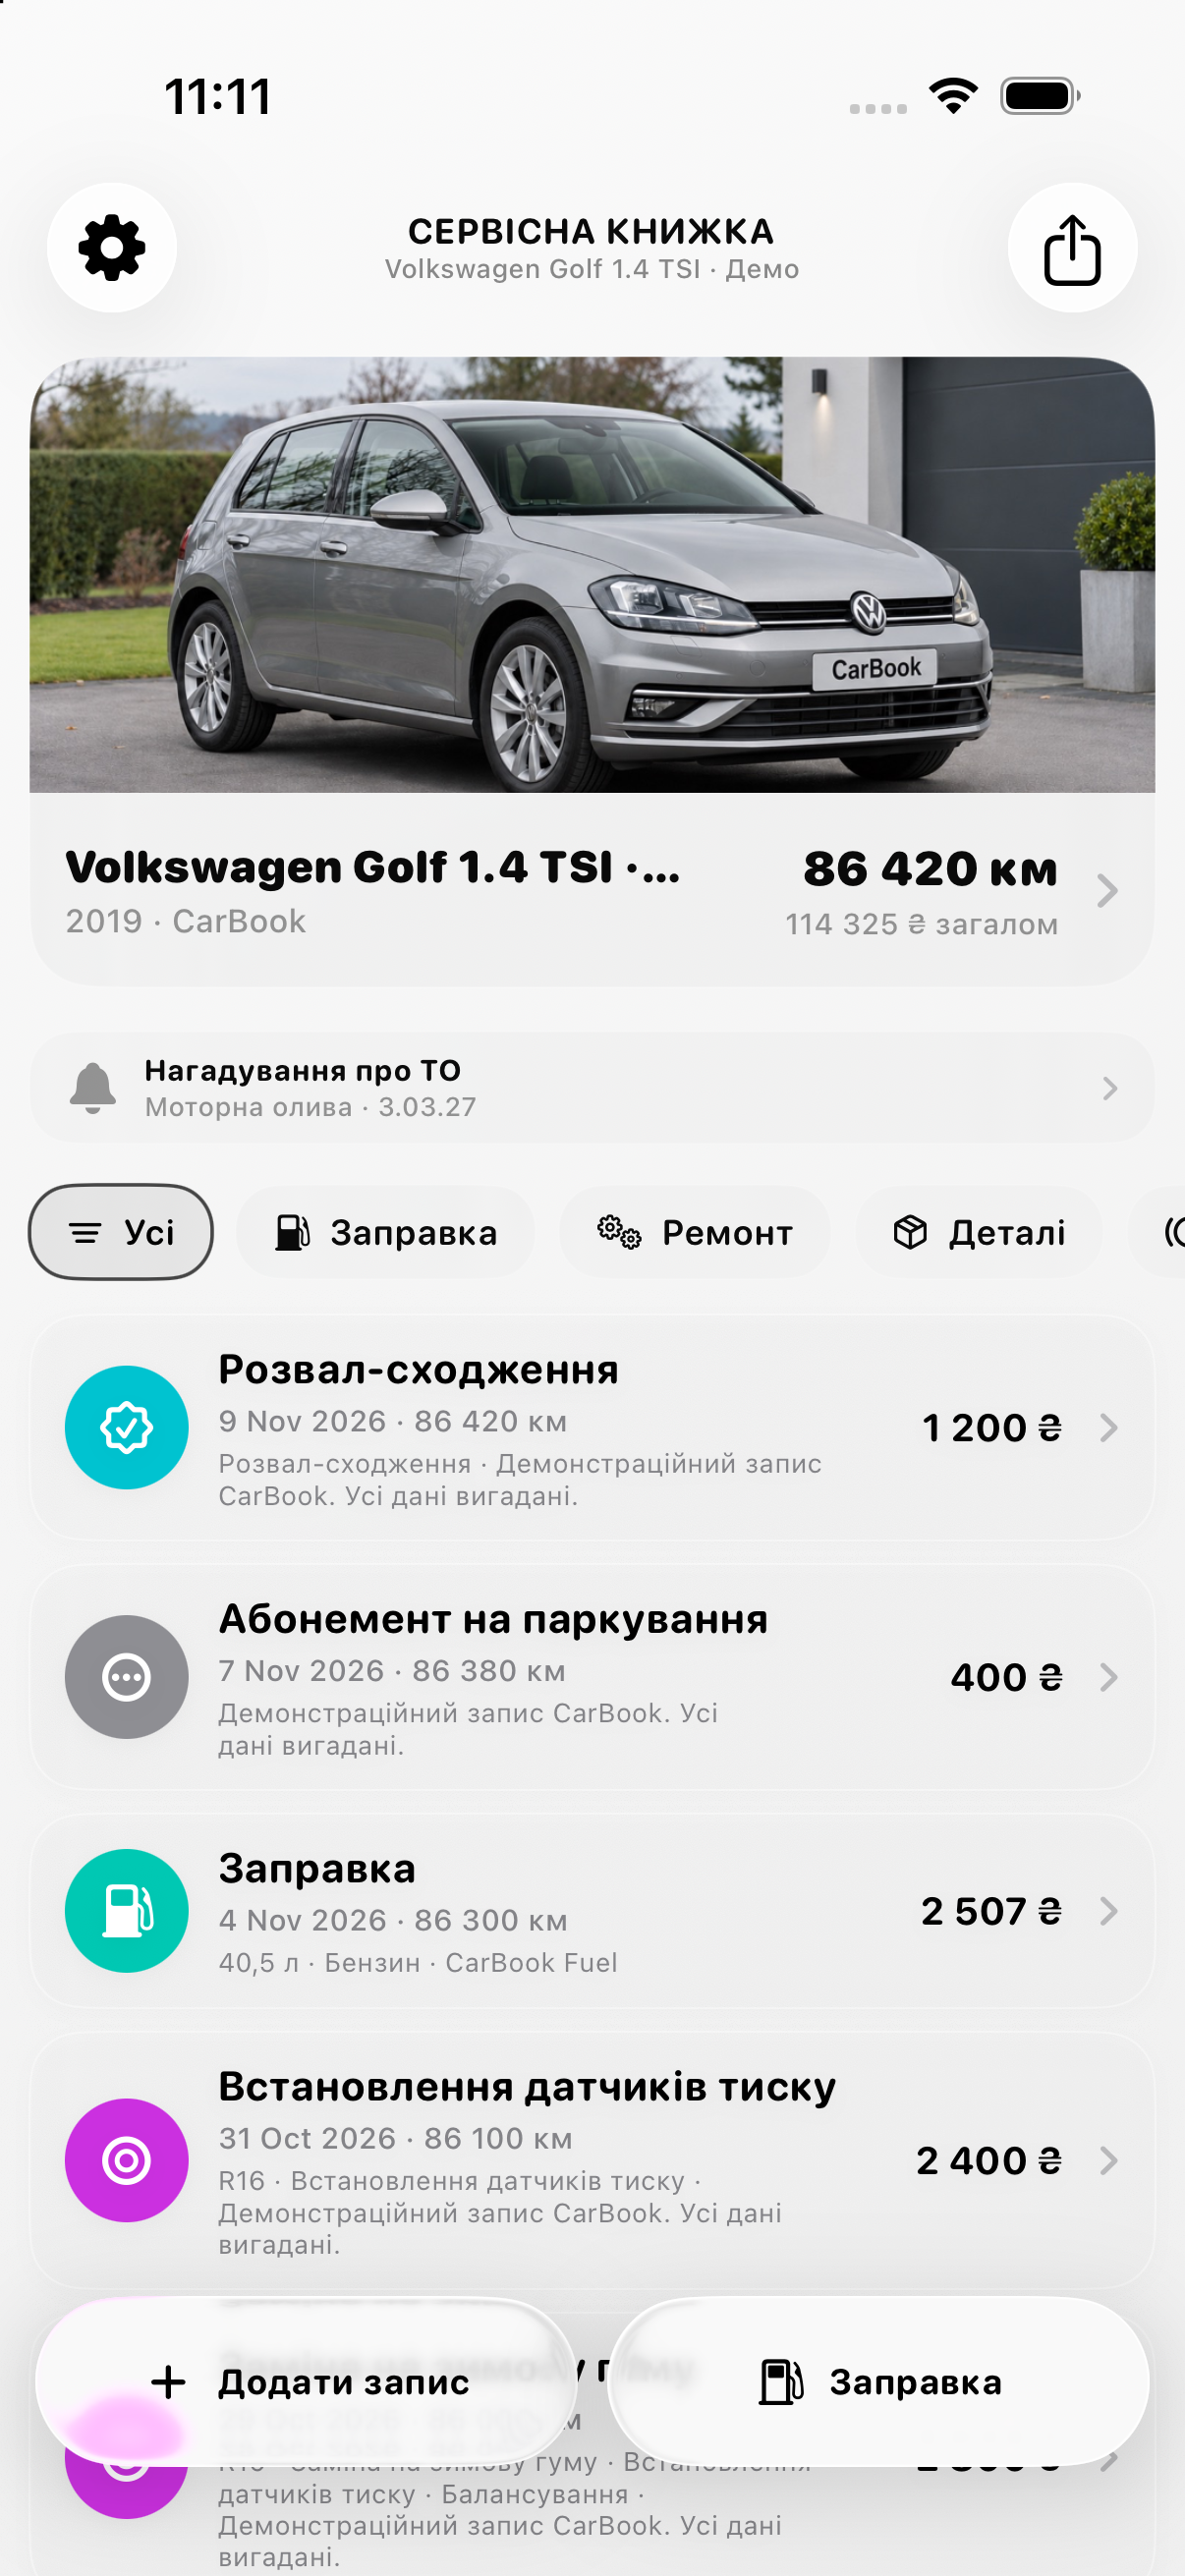 11:11
СЕРВІСНА КНИЖКА
Volkswagen Golf 1.4 TSI · Демо
CarBook
Volkswagen Golf 1.4 TSI ·...
86 420 км
2019 · CarBook
114 325 ₴ загалом
Нагадування про ТО
Моторна олива · 3.03.27
Усі
Заправка
Ремонт
Деталі
Розвал-сходження
9 Nov 2026 · 86 420 км
1 200 ₴
Розвал-сходження · Демонстраційний запис
CarBook. Усі дані вигадані.
Абонемент на паркування
7 Nov 2026 · 86 380 км
400 ₴
Демонстраційний запис CarBook. Усі
дані вигадані.
Заправка
4 Nov 2026 · 86 300 км
2 507 ₴
40,5 л · Бензин · CarBook Fuel
Встановлення датчиків тиску
31 Oct 2026 · 86 100 км
2 400 ₴
R16 · Встановлення датчиків тиску ·
Демонстраційний запис CarBook. Усі дані
вигадані.
Додати запис
Заправка
R16 · Заміна на зимову гуму · Встановлення
датчиків тиску · Балансування ·
Демонстраційний запис CarBook. Усі дані
вигадані.